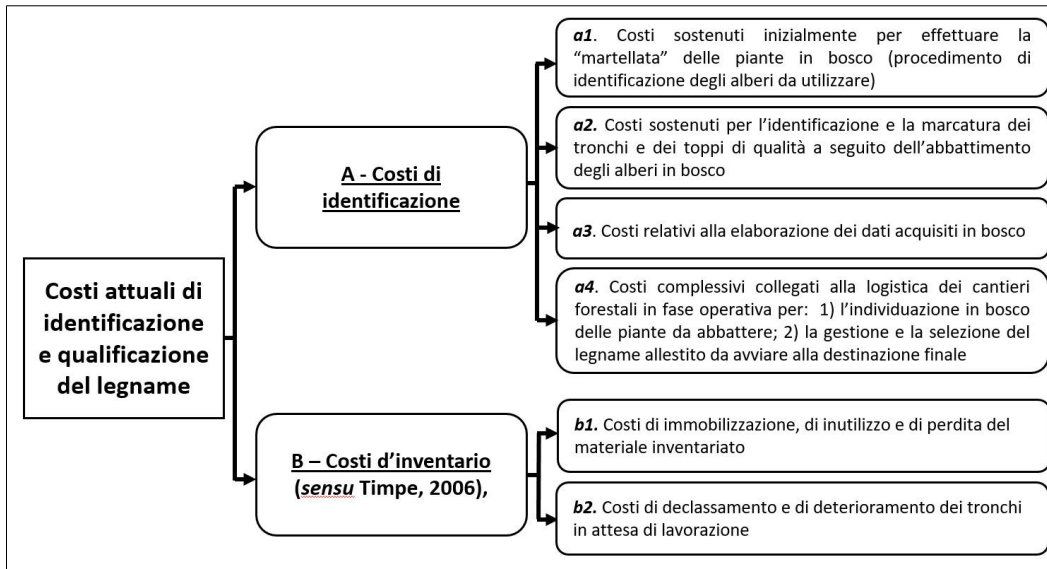 Costi attuali di
identificazione
e qualificazione
del legname
A - Costi di
identificazione
a1. Costi sostenuti inizialmente per effettuare la
“martellata” delle piante in bosco (procedimento di
identificazione degli alberi da utilizzare)
a2. Costi sostenuti per l’identificazione e la marcatura dei
tronchi e dei toppi di qualità a seguito dell’abbattimento
degli alberi in bosco
a3. Costi relativi alla elaborazione dei dati acquisiti in bosco
a4. Costi complessivi collegati alla logistica dei cantieri
forestali in fase operativa per: 1) l’individuazione in bosco
delle piante da abbattere; 2) la gestione e la selezione del
legname allestito da avviare alla destinazione finale
B – Costi d’inventario
(sensu Timpe, 2006),
b1. Costi di immobilizzazione, di inutilizzo e di perdita del
materiale inventariato
b2. Costi di declassamento e di deterioramento dei tronchi
in attesa di lavorazione